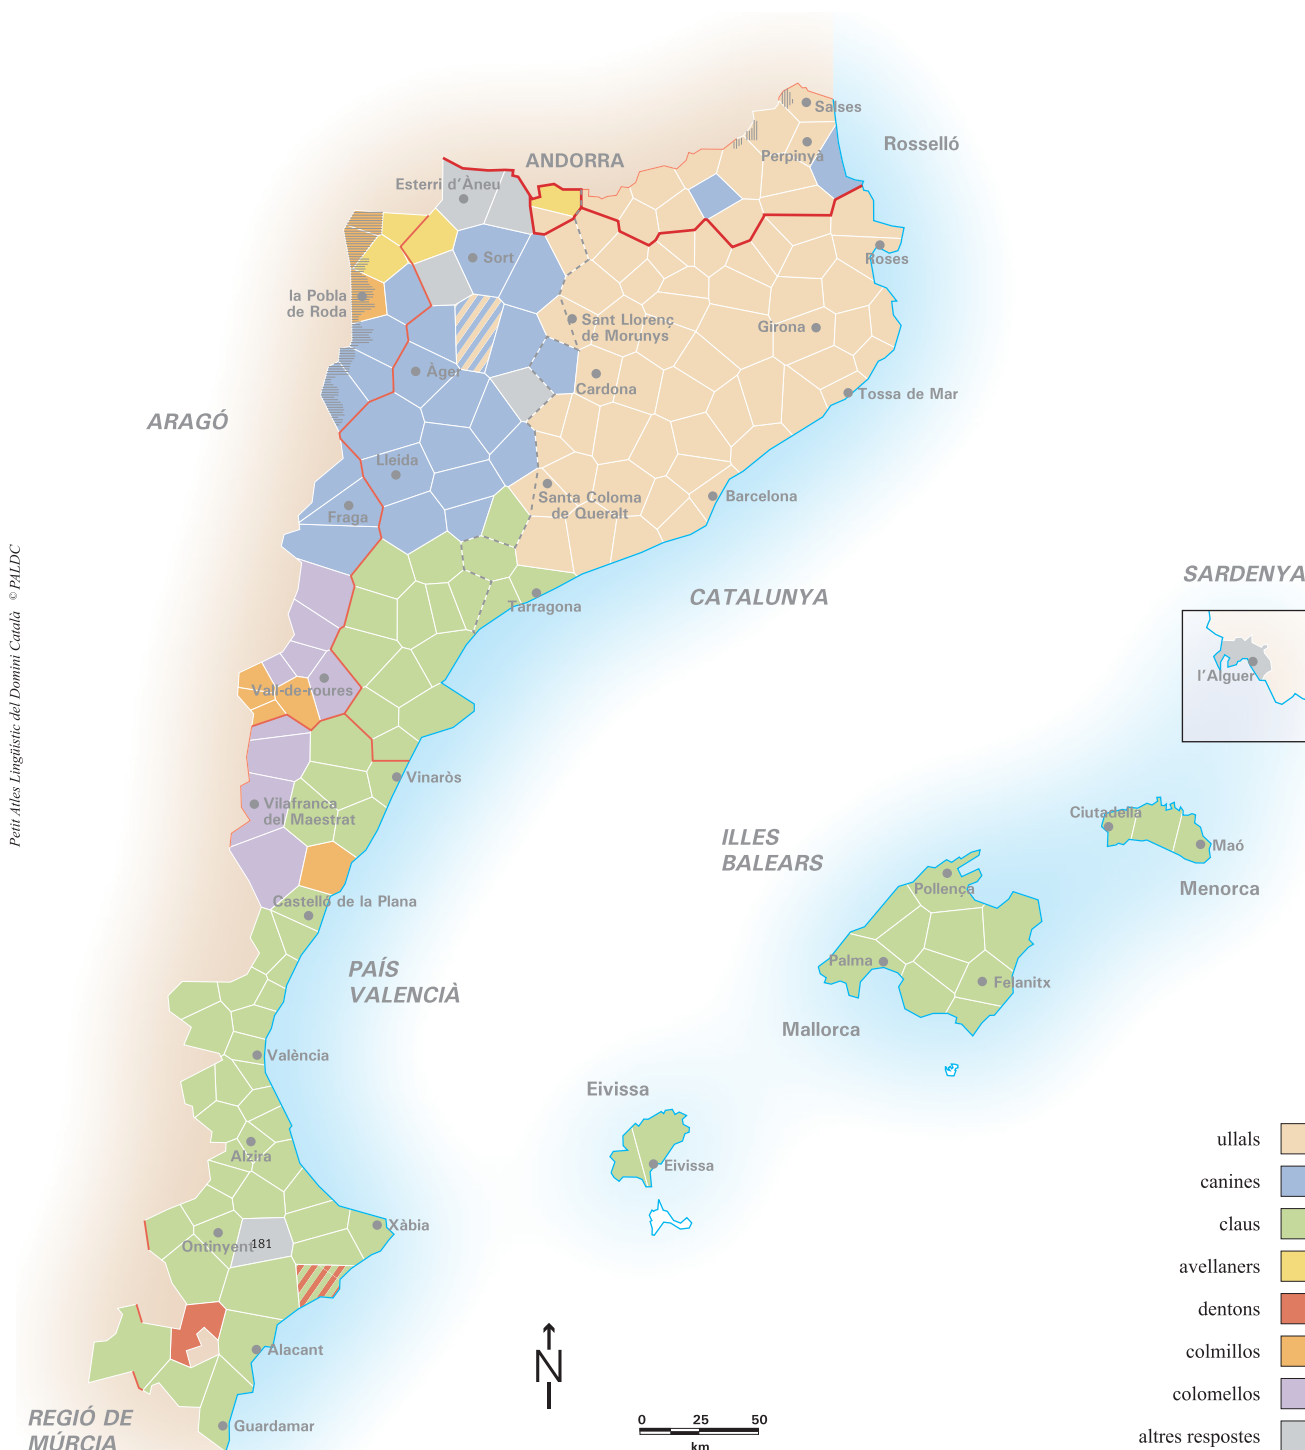 Salses
Rosselló
Perpinyà
ANDORRA
Esterri d'Àneu
Roses
Sort
la Pobla
de Roda
Sant Llorenç
de Morunys
Girona
Àger
Cardona
Tossa de Mar
ARAGÓ
Lleida
Santa Coloma
de Queralt
Barcelona
Fraga
Petit Atles Lingüístic del Domini Català © PALDC
SARDENYA
CATALUNYA
Tarragona
l'Alguer
Vall-de-roures
Vinaròs
Vilafranca
del Maestrat
ILLES
BALEARS
Ciutadella
Maó
Menorca
Pollença
Castelló de la Plana
PAÍS
VALENCIÀ
Palma
Felanitx
Mallorca
València
Eivissa
Alzira
Eivissa
Xàbia
Ontinyent
181
Alacant
Guardamar
REGIÓ DE
MÚRCIA
N
0 25 50
km
ullals
canines
claus
avellaners
dentons
colmillos
colomellos
altres respostes